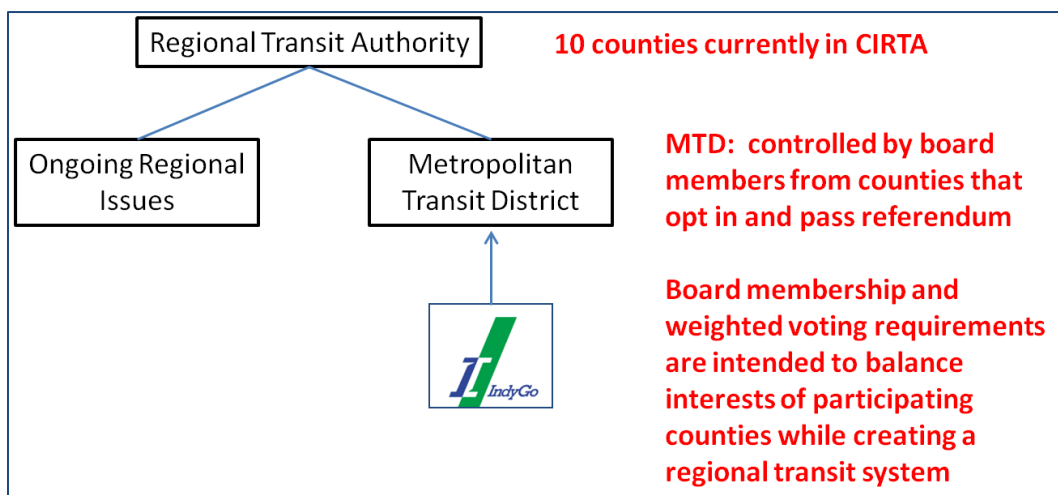 Regional Transit Authority
10 counties currently in CIRTA
Ongoing Regional
Issues
Metropolitan
Transit District
MTD: controlled by board
members from counties that
opt in and pass referendum
IndyGo
Board membership and
weighted voting requirements
are intended to balance
interests of participating
counties while creating a
regional transit system